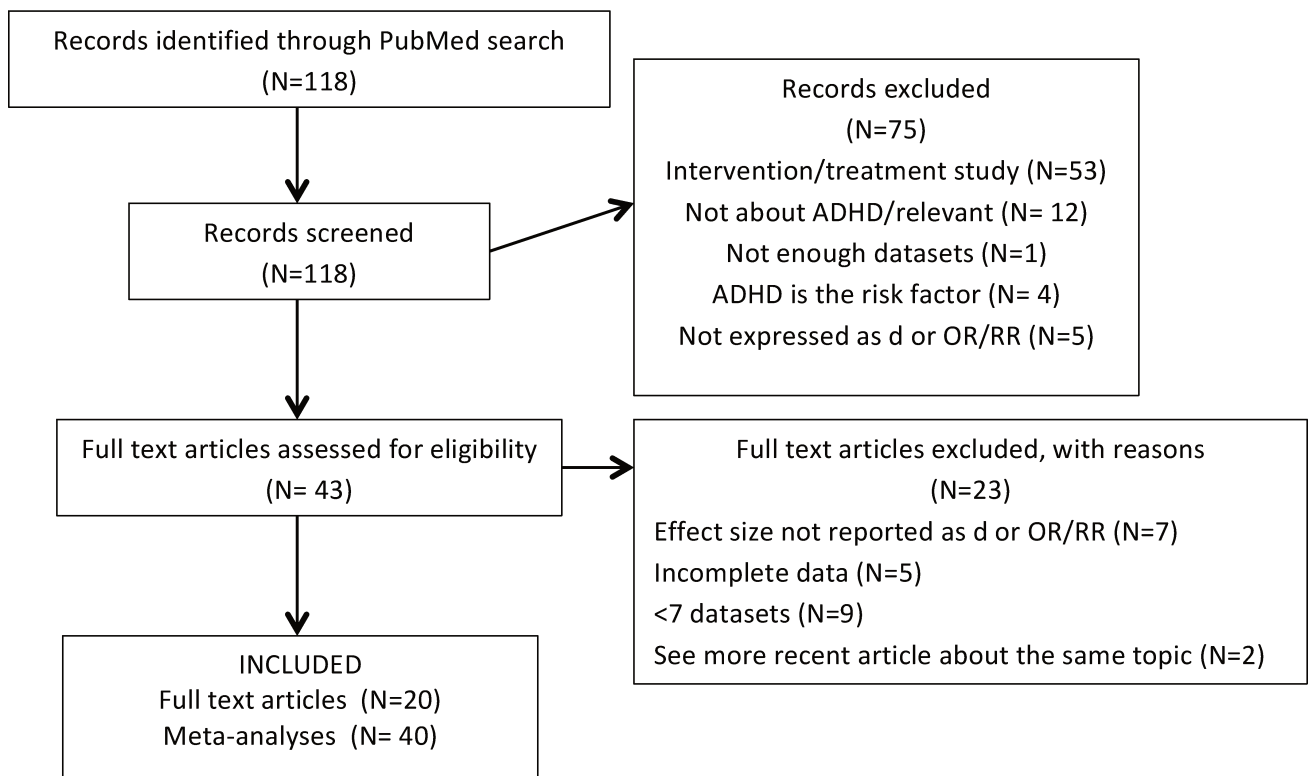 Records identified through PubMed search
(N=118)
Records screened
(N=118)
Records excluded
(N=75)
Intervention/treatment study (N=53)
Not about ADHD/relevant (N= 12)
Not enough datasets (N=1)
ADHD is the risk factor (N= 4)
Not expressed as d or OR/RR (N=5)
Full text articles assessed for eligibility
(N= 43)
Full text articles excluded, with reasons
(N=23)
Effect size not reported as d or OR/RR (N=7)
Incomplete data (N=5)
<7 datasets (N=9)
See more recent article about the same topic (N=2)
INCLUDED
Full text articles  (N=20)
Meta-analyses  (N= 40)